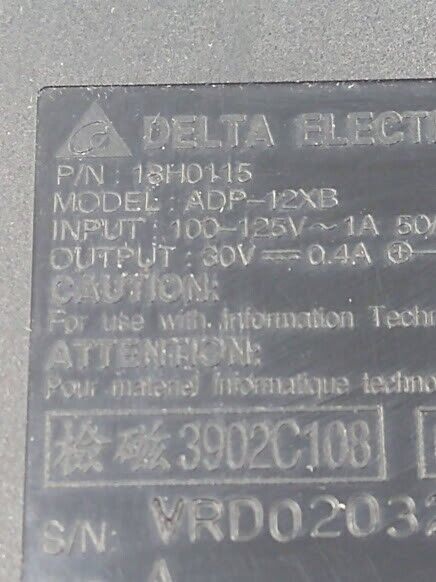 DELTA ELECT
P/N : 18H0115
MODEL : ADP-12XB
INPUT : 100-125V ~ 1A 50/
OUTPUT : 30V ⎓ 0.4A ⊕—
CAUTION:
For use with Information Techn
ATTENTION:
Pour materiel informatique techno
檢磁 3902C108
S/N: VRD02032